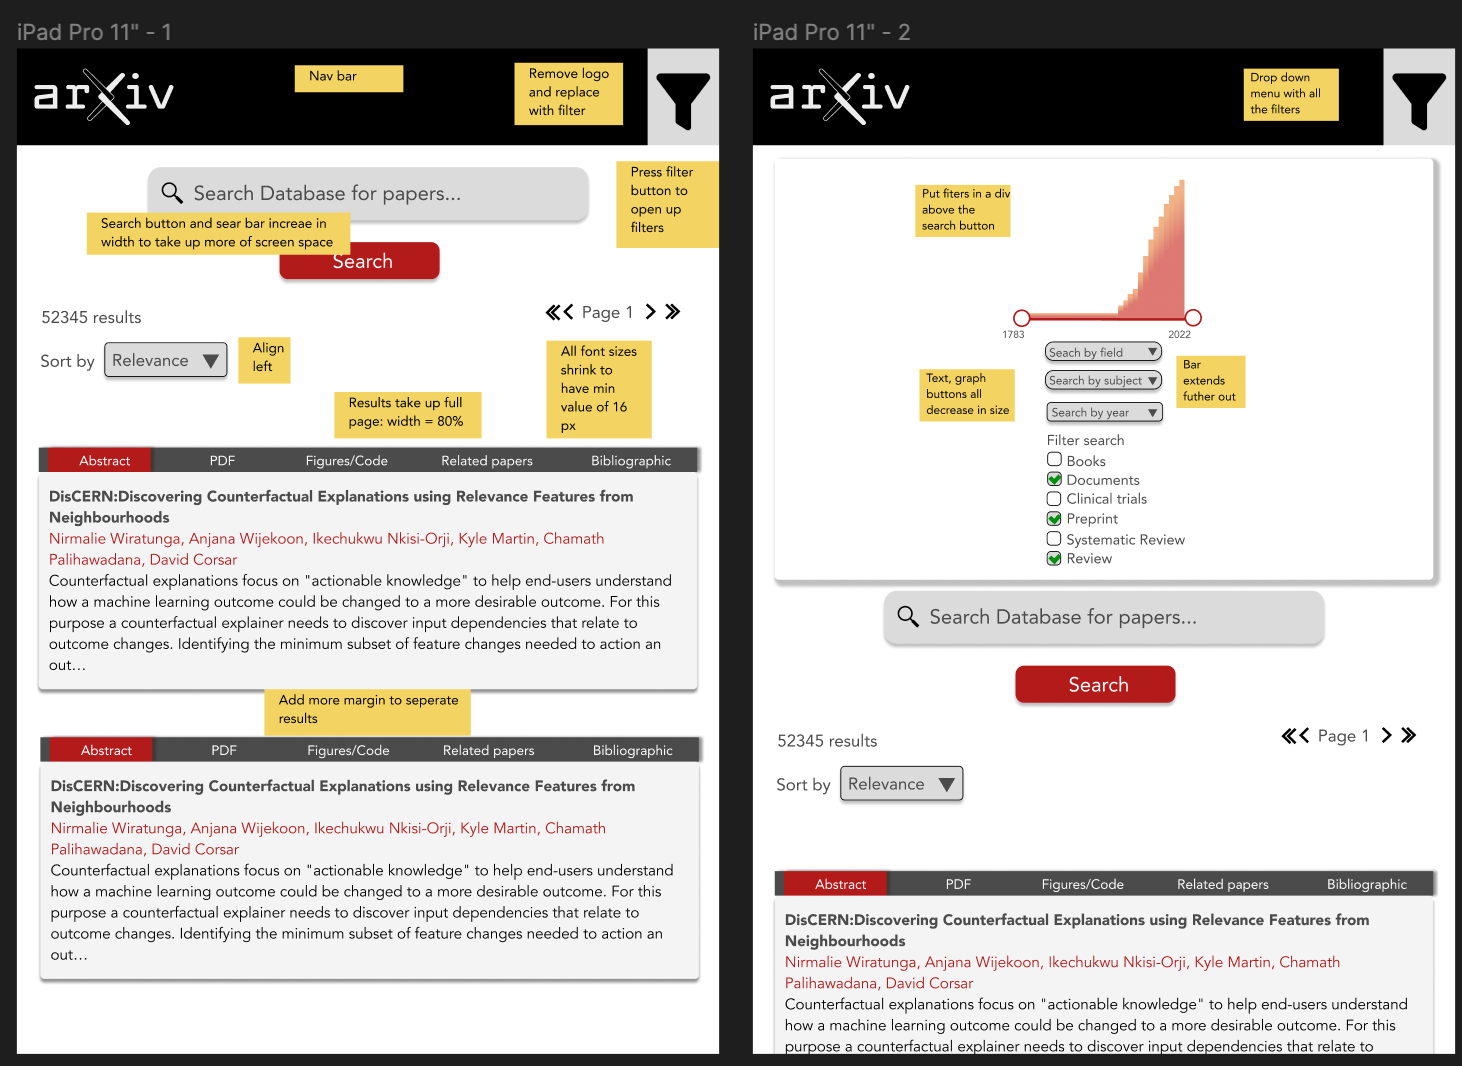 iPad Pro 11" - 1
arXiv
Nav bar
Remove logo
and replace
with filter
Search Database for papers...
Press filter
button to
open up
filters
Search button and sear bar increae in
width to take up more of screen space
Search
52345 results
Page 1
Sort by
Relevance
Align
left
All font sizes
shrink to
have min
value of 16
px
Results take up full
page: width = 80%
Abstract PDF Figures/Code Related papers Bibliographic
DisCERN:Discovering Counterfactual Explanations using Relevance Features from
Neighbourhoods
Nirmalie Wiratunga, Anjana Wijekoon, Ikechukwu Nkisi-Orji, Kyle Martin, Chamath
Palihawadana, David Corsar
Counterfactual explanations focus on "actionable knowledge" to help end-users understand
how a machine learning outcome could be changed to a more desirable outcome. For this
purpose a counterfactual explainer needs to discover input dependencies that relate to
outcome changes. Identifying the minimum subset of feature changes needed to action an
out...
Add more margin to seperate
results
Abstract PDF Figures/Code Related papers Bibliographic
DisCERN:Discovering Counterfactual Explanations using Relevance Features from
Neighbourhoods
Nirmalie Wiratunga, Anjana Wijekoon, Ikechukwu Nkisi-Orji, Kyle Martin, Chamath
Palihawadana, David Corsar
Counterfactual explanations focus on "actionable knowledge" to help end-users understand
how a machine learning outcome could be changed to a more desirable outcome. For this
purpose a counterfactual explainer needs to discover input dependencies that relate to
outcome changes. Identifying the minimum subset of feature changes needed to action an
out...
iPad Pro 11" - 2
arXiv
Drop down
menu with all
the filters
Put fiters in a div
above the
search button
1783
2022
Seach by field
Search by subject
Search by year
Text, graph
buttons all
decrease in size
Bar
extends
futher out
Filter search
Books
Documents
Clinical trials
Preprint
Systematic Review
Review
Search Database for papers...
Search
52345 results
Page 1
Sort by
Relevance
Abstract PDF Figures/Code Related papers Bibliographic
DisCERN:Discovering Counterfactual Explanations using Relevance Features from
Neighbourhoods
Nirmalie Wiratunga, Anjana Wijekoon, Ikechukwu Nkisi-Orji, Kyle Martin, Chamath
Palihawadana, David Corsar
Counterfactual explanations focus on "actionable knowledge" to help end-users understand
how a machine learning outcome could be changed to a more desirable outcome. For this
purpose a counterfactual explainer needs to discover input dependencies that relate to